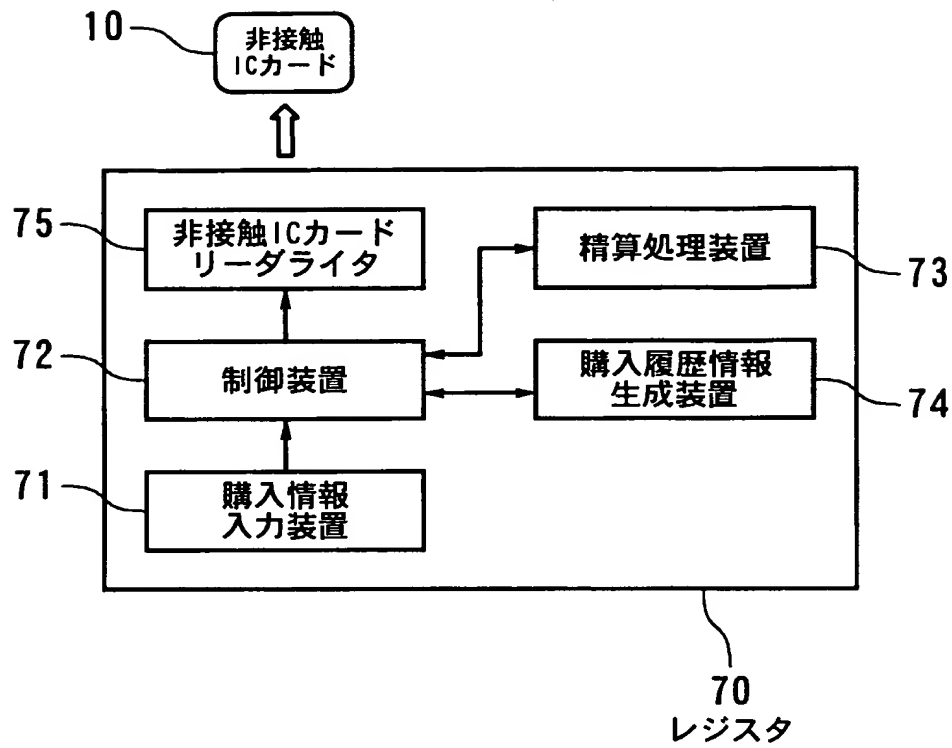 10
非接触
ICカード
75
非接触ICカード
リーダライタ
精算処理装置
73
72
制御装置
購入履歴情報
生成装置
74
71
購入情報
入力装置
70
レジスタ